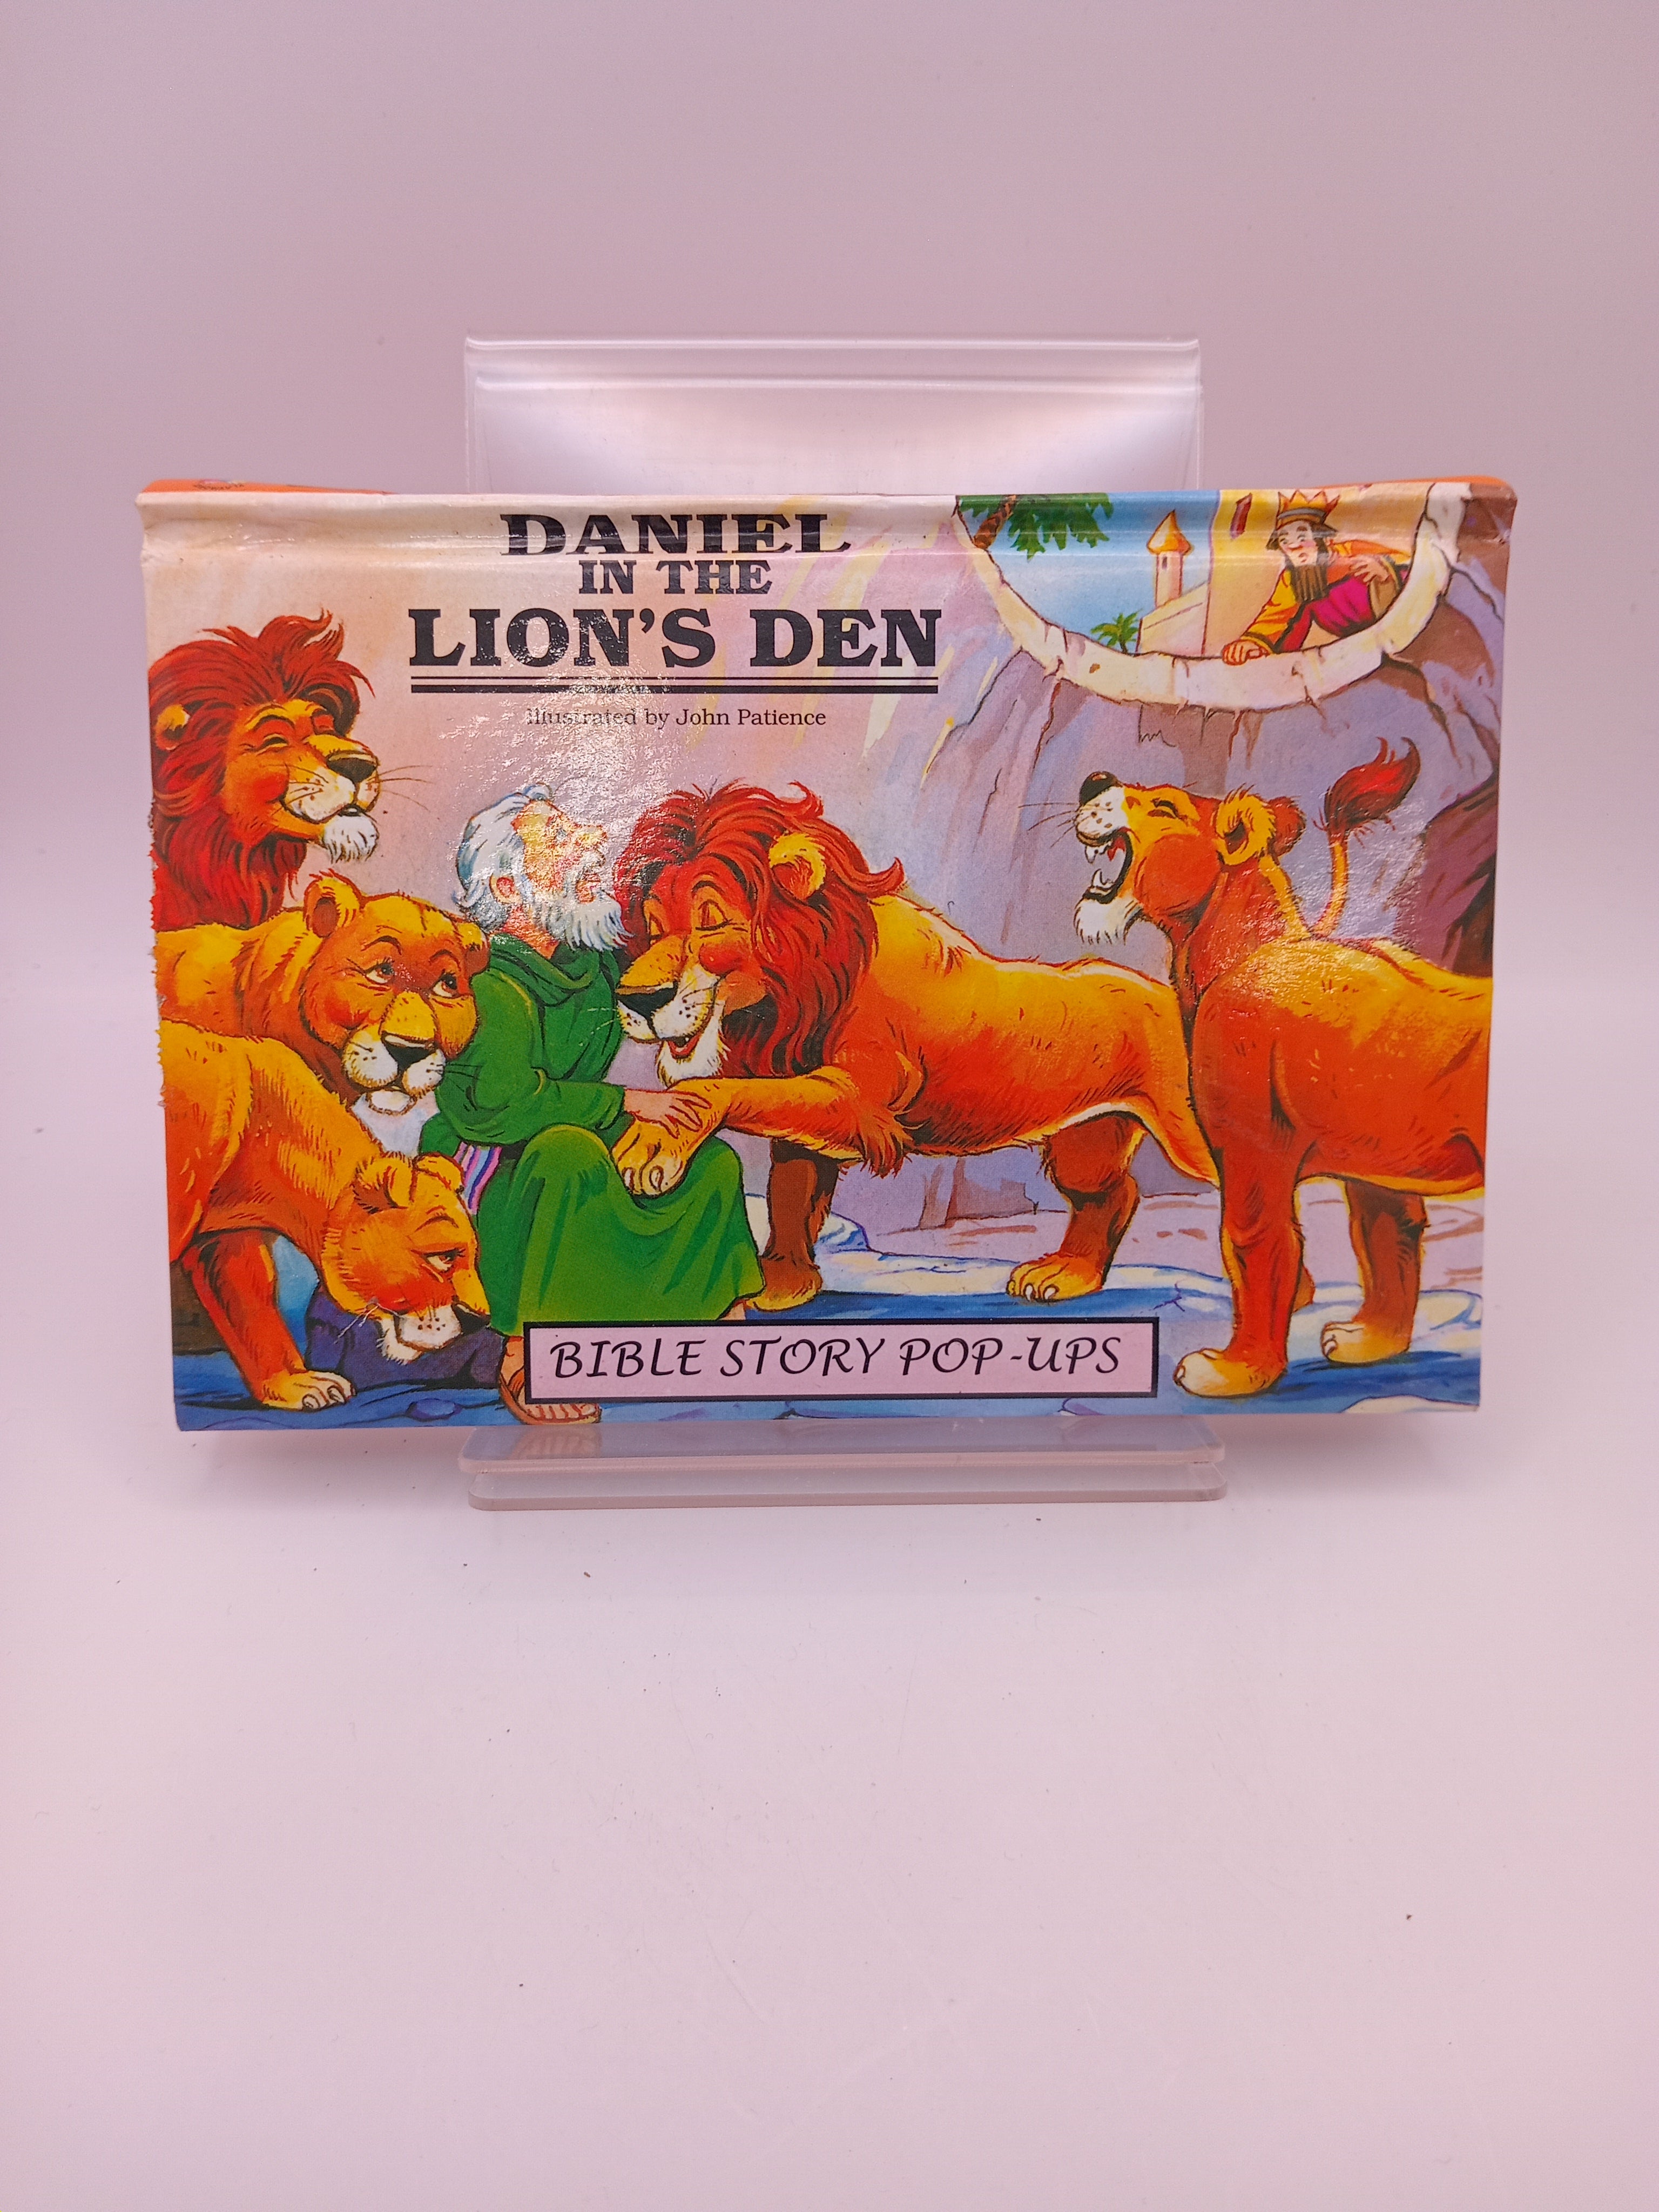 DANIEL
IN THE
LION'S DEN
illustrated by John Patience
BIBLE STORY POP-UPS